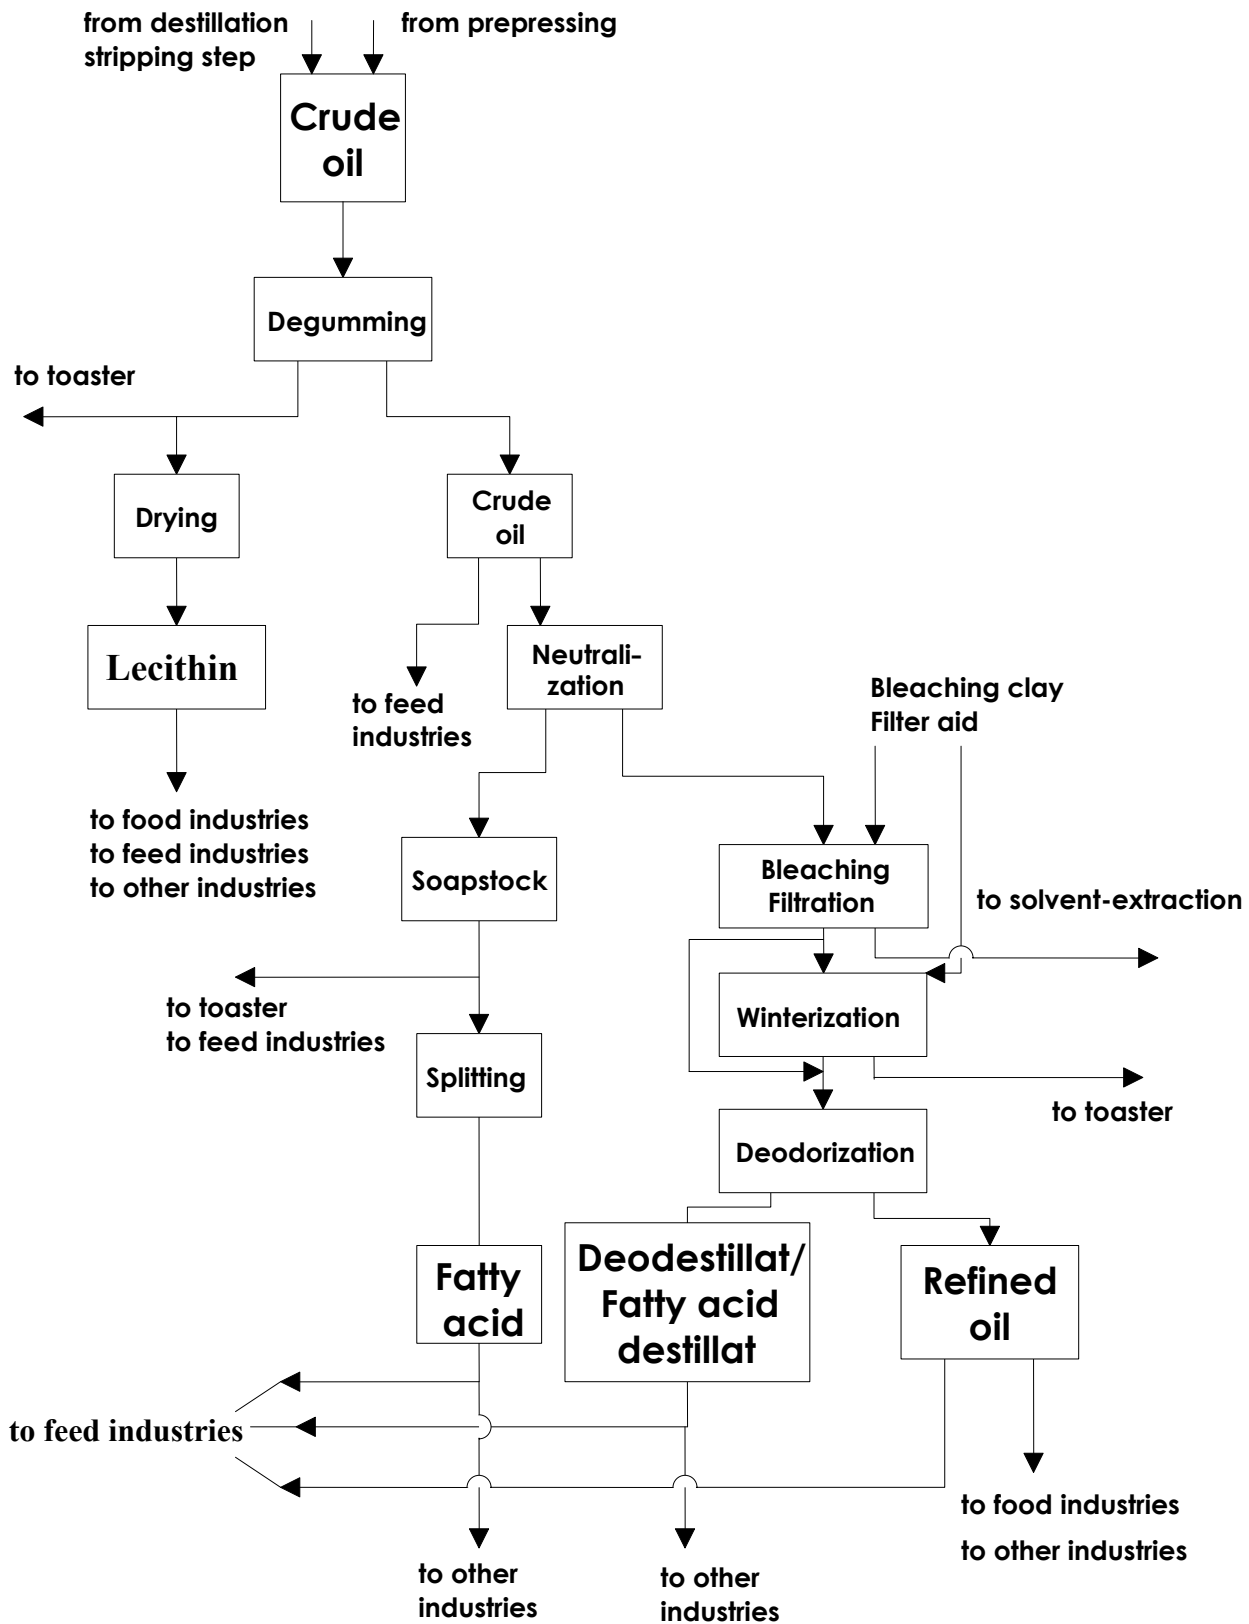 from destillation
stripping step
from prepressing
Crude
oil
Degumming
to toaster
Drying
Crude
oil
Lecithin
Neutrali-
zation
to feed
industries
Bleaching clay
Filter aid
to food industries
to feed industries
to other industries
Soapstock
Bleaching
Filtration
to solvent-extraction
to toaster
to feed industries
Winterization
Splitting
to toaster
Deodorization
Fatty
acid
Deodestillat/
Fatty acid
destillat
Refined
oil
to feed industries
to food industries
to other industries
to other
industries
to other
industries